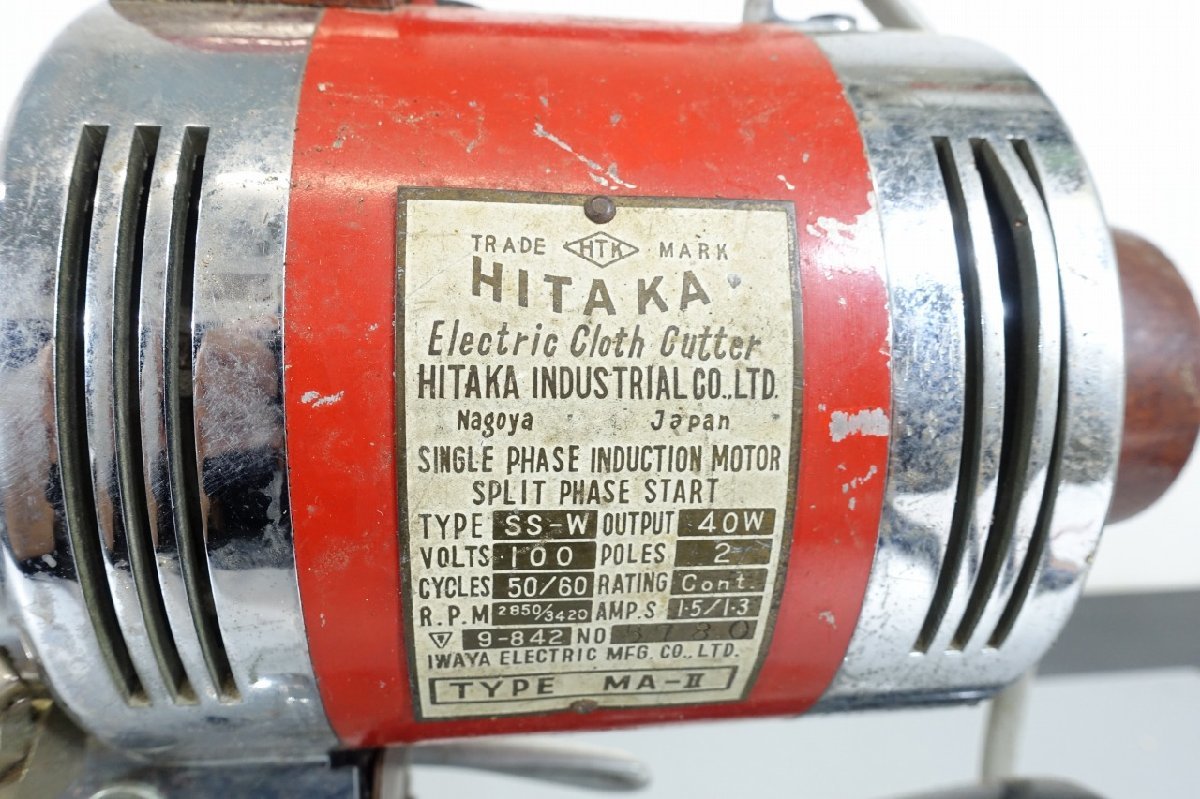 TRADE HTK MARK
HITAKA
Electric Cloth Cutter
HITAKA INDUSTRIAL CO., LTD.
Nagoya Japan
SINGLE PHASE INDUCTION MOTOR
SPLIT PHASE START
TYPE SS-W OUTPUT 40W
VOLTS 100 POLES 2
CYCLES 50/60 RATING Cont.
R.P.M 2850/3420 AMP.S 1.5/1.3
9-842 NO
IWAYA ELECTRIC MFG. CO., LTD.
TYPE MA-II